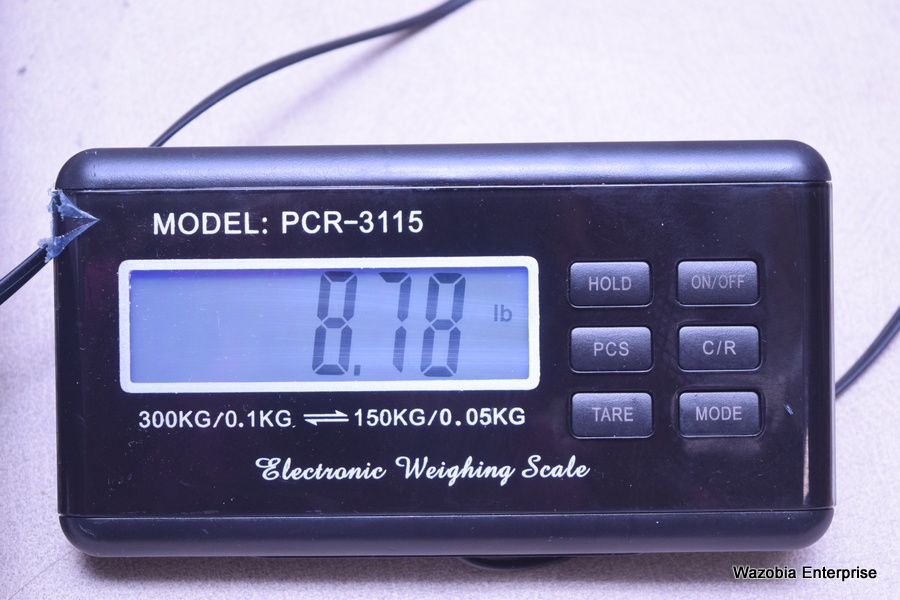 MODEL: PCR-3115
8.78 lb
HOLD ON/OFF
PCS C/R
TARE MODE
300KG/0.1KG ⇌ 150KG/0.05KG
Electronic Weighing Scale
Wazobia Enterprise